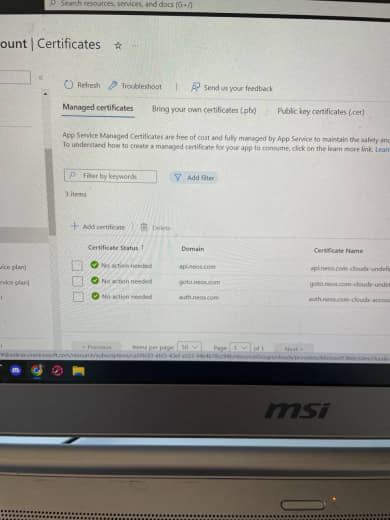 Search resources, services, and docs (G+/)
ount | Certificates
Refresh
Troubleshoot
Send us your feedback
Managed certificates
Bring your own certificates (.pfx)
Public key certificates (.cer)
App Service Managed Certificates are free of cost and fully managed by App Service to maintain the safety and
To understand how to create a managed certificate for your app to consume, click on the learn more link. Learn
Filter by keywords
Add filter
3 items
+ Add certificate
Delete
Certificate Status ↑ Domain Certificate Name
No action needed api.neos.com
No action needed goto.neos.com
No action needed auth.neos.com
vice plan)
rvice plan)
Previous Items per page: 50 Page 1 of 1 Next
msi